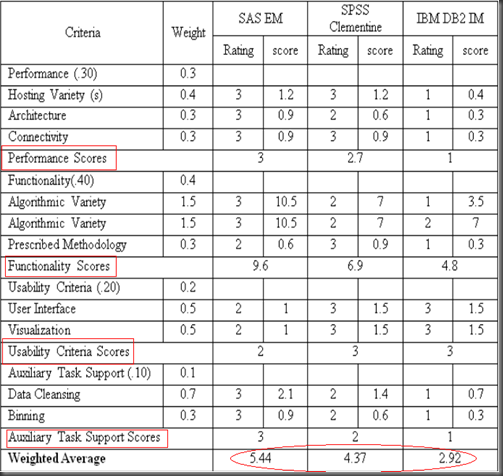 Criteria Weight SAS EM SPSS Clementine IBM DB2 IM
Rating score Rating score Rating score
Performance (.30) 0.3
Hosting Variety (s) 0.4 3 1.2 3 1.2 1 0.4
Architecture 0.3 3 0.9 2 0.6 1 0.3
Connectivity 0.3 3 0.9 3 0.9 1 0.3
Performance Scores 3 2.7 1
Functionality(.40) 0.4
Algorithmic Variety 1.5 3 10.5 2 7 1 3.5
Algorithmic Variety 1.5 3 10.5 2 7 2 7
Prescribed Methodology 0.3 2 0.6 3 0.9 1 0.3
Functionality Scores 9.6 6.9 4.8
Usability Criteria (.20) 0.2
User Interface 0.5 2 1 3 1.5 3 1.5
Visualization 0.5 2 1 3 1.5 3 1.5
Usability Criteria Scores 2 3 3
Auxiliary Task Support (.10) 0.1
Data Cleansing 0.7 3 2.1 2 1.4 1 0.7
Binning 0.3 3 0.9 2 0.6 1 0.3
Auxiliary Task Support Scores 3 2 1
Weighted Average 5.44 4.37 2.92